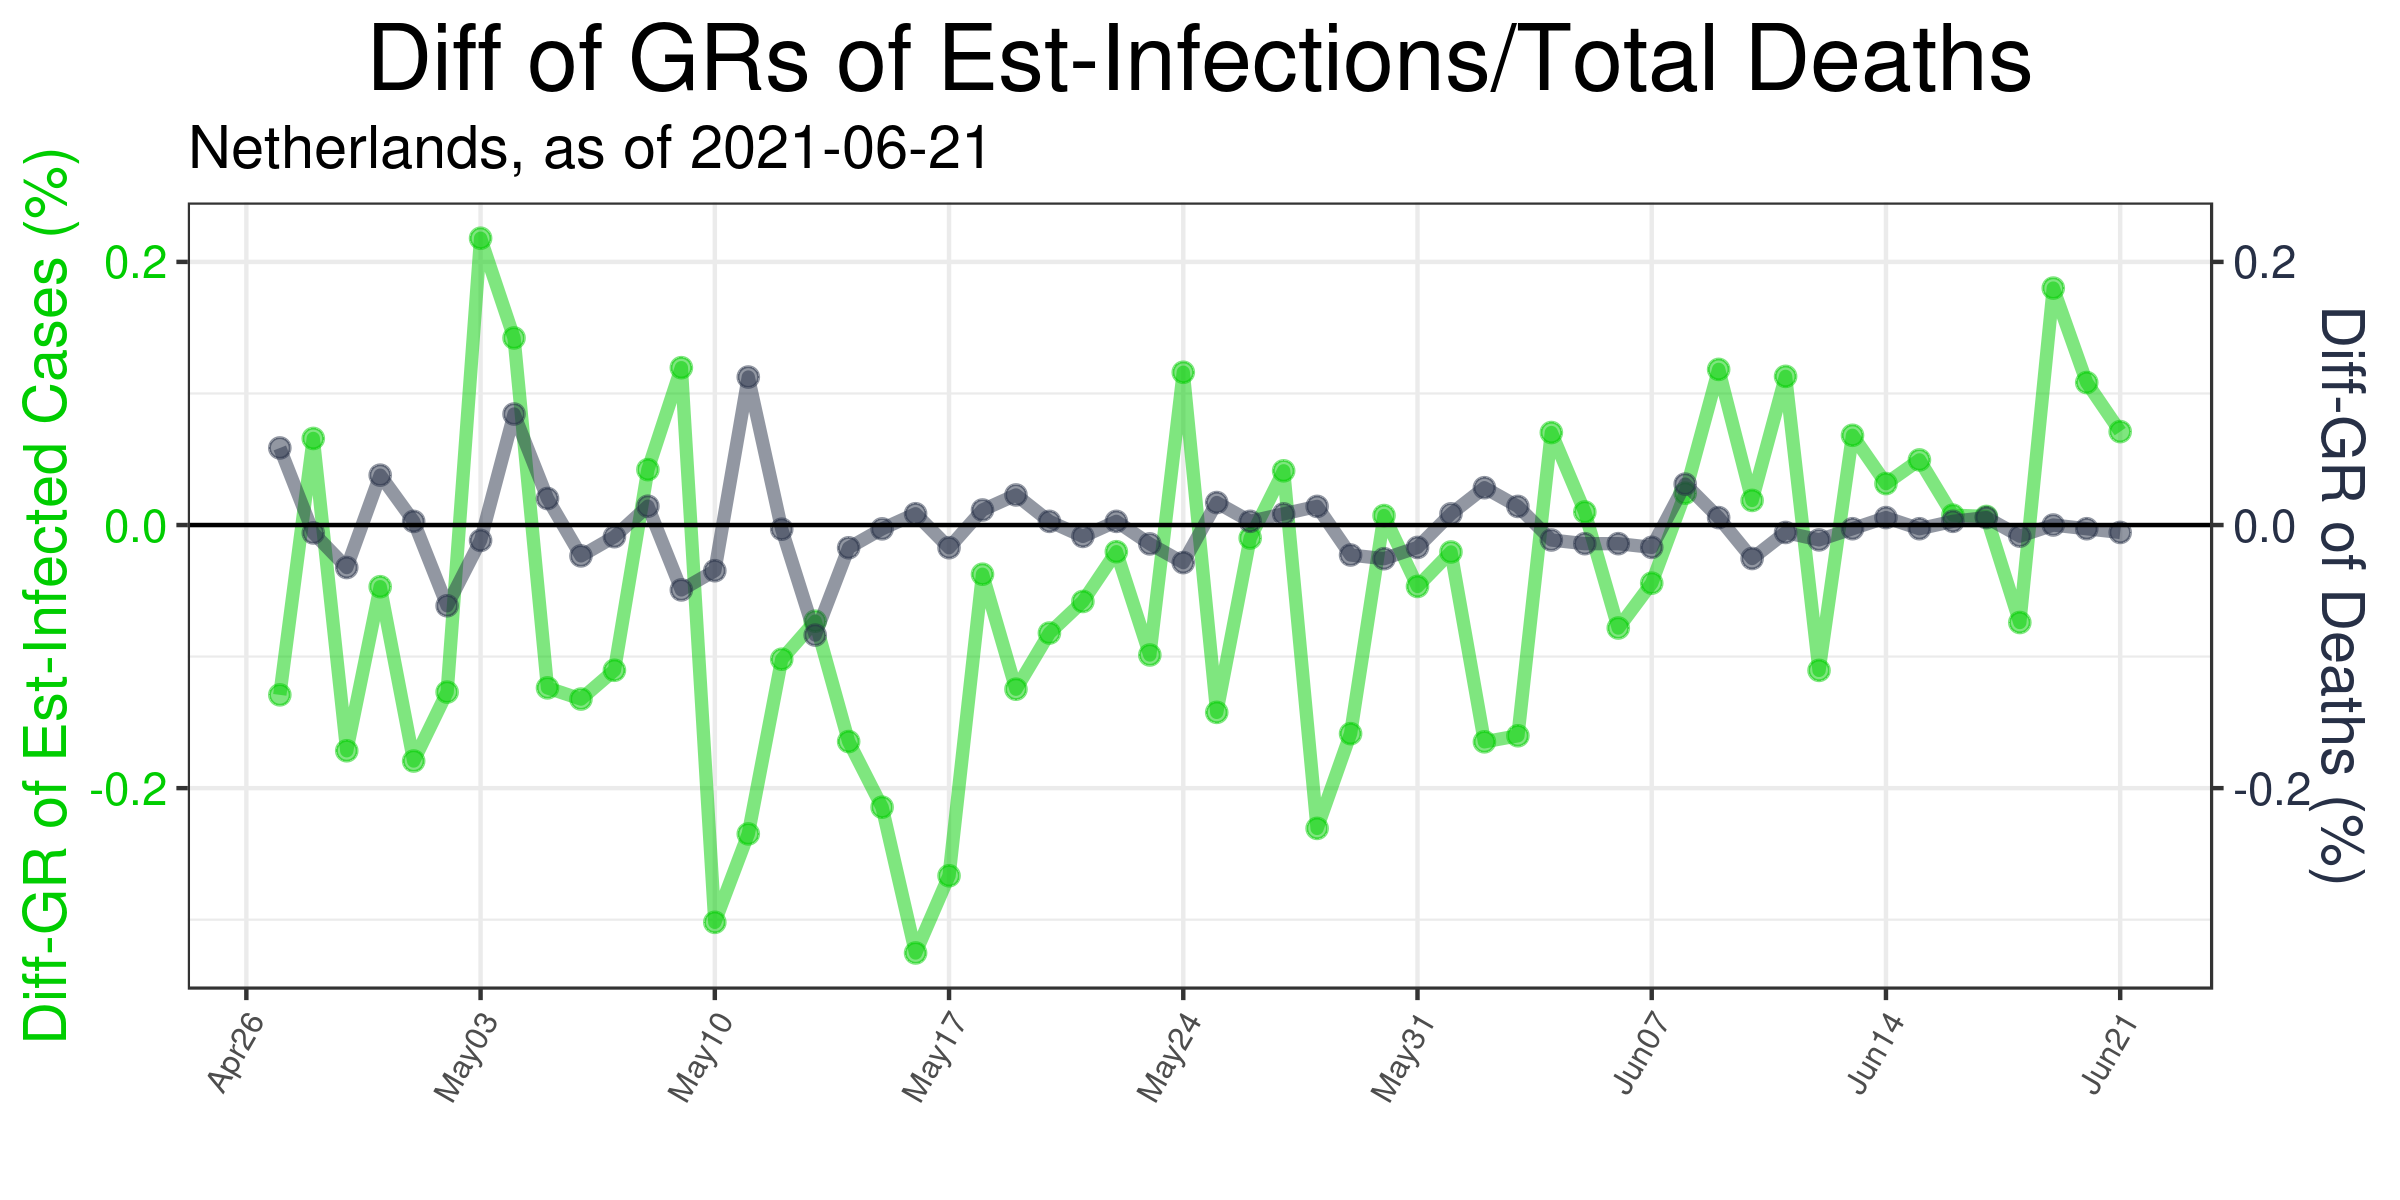 Diff of GRs of Est-Infections/Total Deaths
Netherlands, as of 2021-06-21
Diff-GR of Est-Infected Cases (%)
0.2
0.0
-0.2
0.2
0.0
-0.2
Diff-GR of Deaths (%)
Apr26
May03
May10
May17
May24
May31
Jun07
Jun14
Jun21